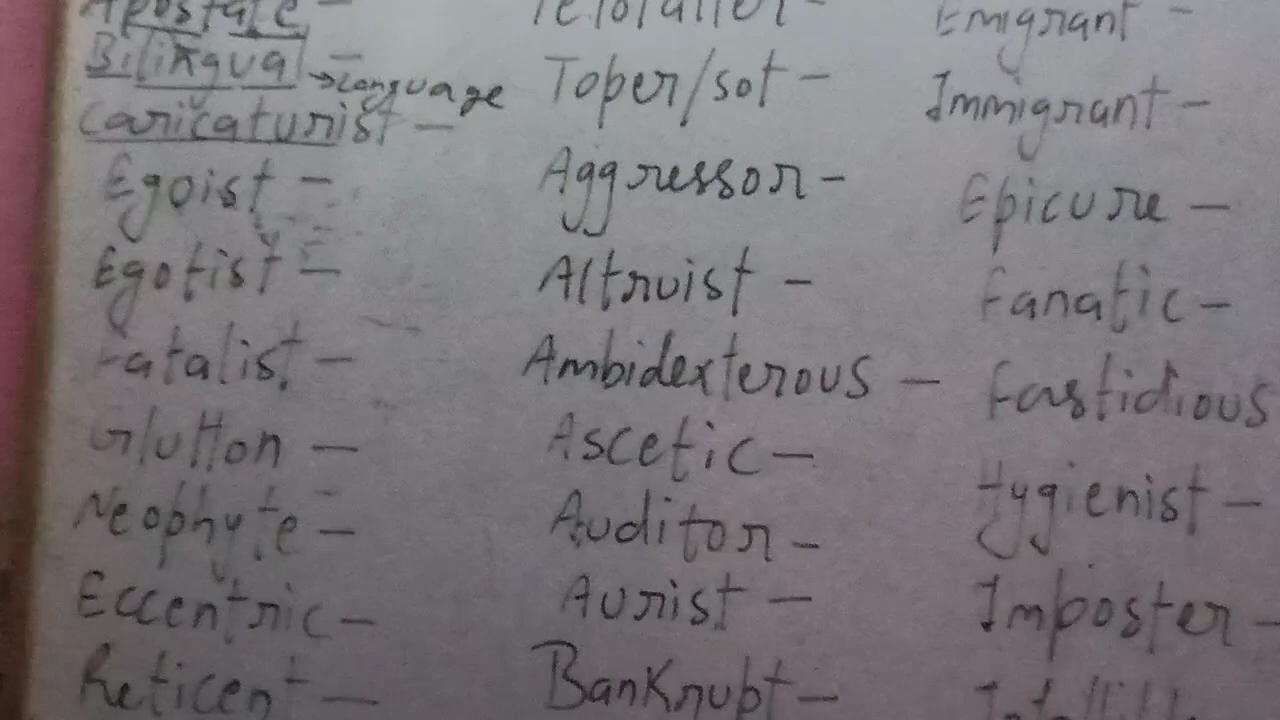 Apostate -
Bilingual -
→Language
Caricaturist -
Egoist -
Egotist -
Fatalist -
Glutton -
Neophyte -
Eccentric -
Reticent -
Teetotaller -
Toper/sot -
Aggressor -
Altruist -
Ambidexterous -
Ascetic -
Auditor -
Aurist -
Bankrupt -
Emigrant -
Immigrant -
Epicure -
Fanatic -
Fastidious
Hygienist -
Imposter -